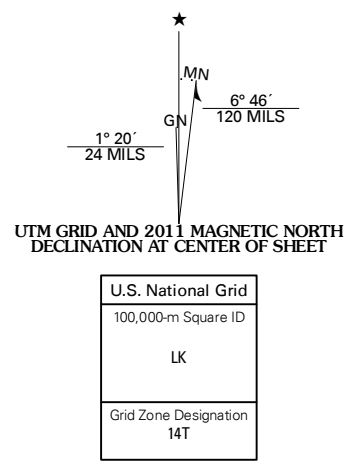 ★
MN
GN
6° 46´
120 MILS
1° 20´
24 MILS
UTM GRID AND 2011 MAGNETIC NORTH
DECLINATION AT CENTER OF SHEET
U.S. National Grid
100,000-m Square ID
LK
Grid Zone Designation
14T